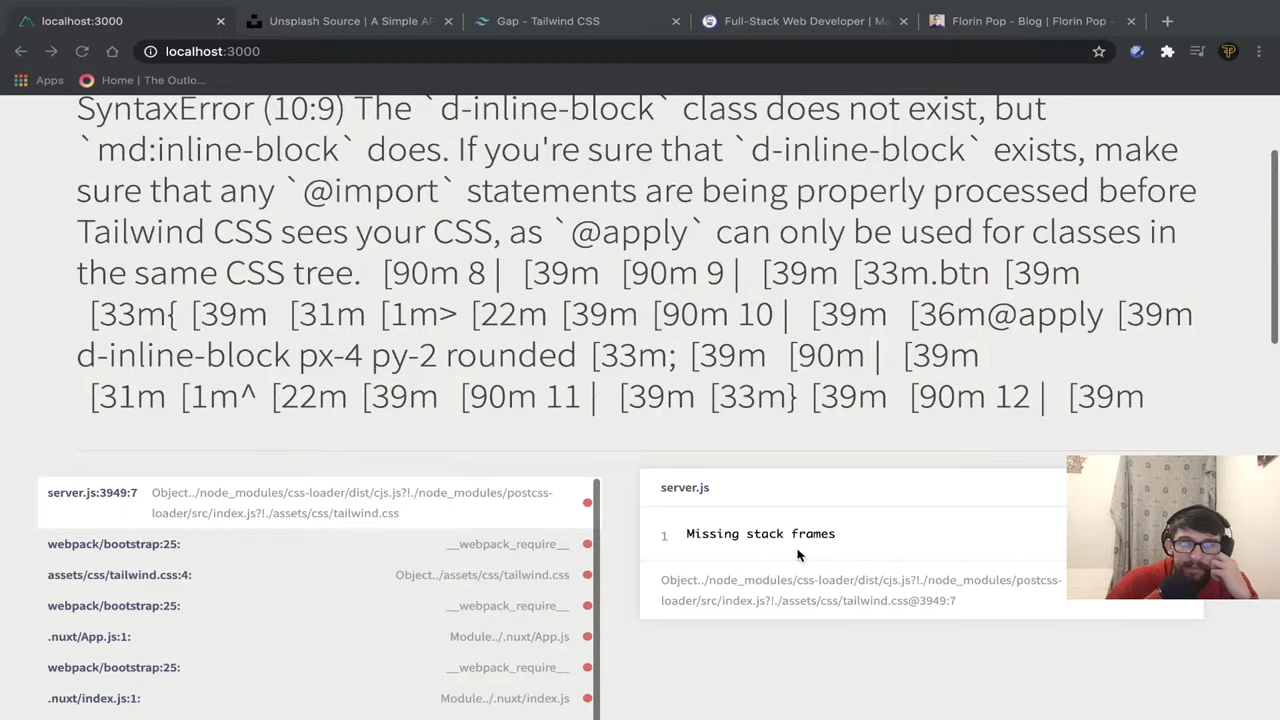 localhost:3000
Unsplash Source | A Simple AP
Gap - Tailwind CSS
Full-Stack Web Developer | Ma
Florin Pop - Blog | Florin Pop -
localhost:3000
Apps
Home | The Outlo...
SyntaxError (10:9) The `d-inline-block` class does not exist, but
`md:inline-block` does. If you're sure that `d-inline-block` exists, make
sure that any `@import` statements are being properly processed before
Tailwind CSS sees your CSS, as `@apply` can only be used for classes in
the same CSS tree. [90m 8 | [39m [90m 9 | [39m [33m.btn [39m
[33m{ [39m [31m [1m> [22m [39m [90m 10 | [39m [36m@apply [39m
d-inline-block px-4 py-2 rounded [33m; [39m [90m | [39m
[31m [1m^ [22m [39m [90m 11 | [39m [33m} [39m [90m 12 | [39m
server.js:3949:7 Object../node_modules/css-loader/dist/cjs.js?!./node_modules/postcss-
loader/src/index.js?!./assets/css/tailwind.css
webpack/bootstrap:25: __webpack_require__
assets/css/tailwind.css:4: Object./assets/css/tailwind.css
webpack/bootstrap:25: __webpack_require__
.nuxt/App.js:1: Module../.nuxt/App.js
webpack/bootstrap:25: __webpack_require__
.nuxt/index.js:1: Module../.nuxt/index.js
server.js
1 Missing stack frames
Object../node_modules/css-loader/dist/cjs.js?!./node_modules/postcss-
loader/src/index.js?!./assets/css/tailwind.css@3949:7